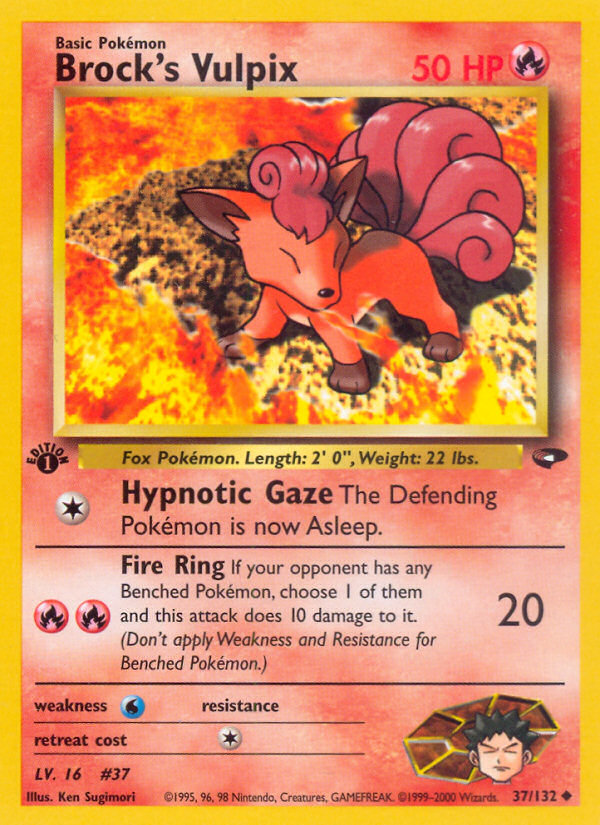 Basic Pokémon
Brock's Vulpix 50 HP
EDITION
1
Fox Pokémon. Length: 2' 0", Weight: 22 lbs.
Hypnotic Gaze The Defending
Pokémon is now Asleep.
Fire Ring If your opponent has any
Benched Pokémon, choose 1 of them
and this attack does 10 damage to it.
(Don't apply Weakness and Resistance for
Benched Pokémon.)
20
weakness resistance
retreat cost
LV. 16 #37
Illus. Ken Sugimori ©1995, 96, 98 Nintendo, Creatures, GAMEFREAK. ©1999-2000 Wizards. 37/132